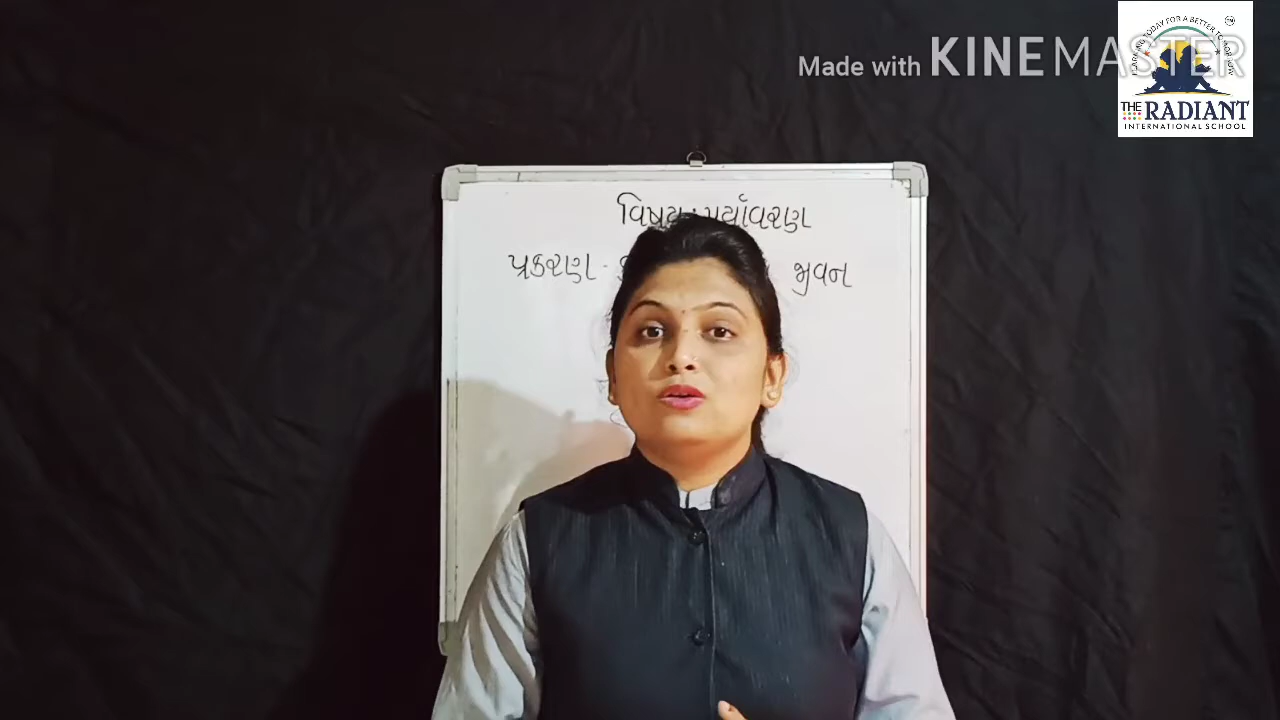 Made with KINEMASTER
THE RADIANT
INTERNATIONAL SCHOOL
વિષય : પર્યાવરણ
પ્રકરણ - જીવન